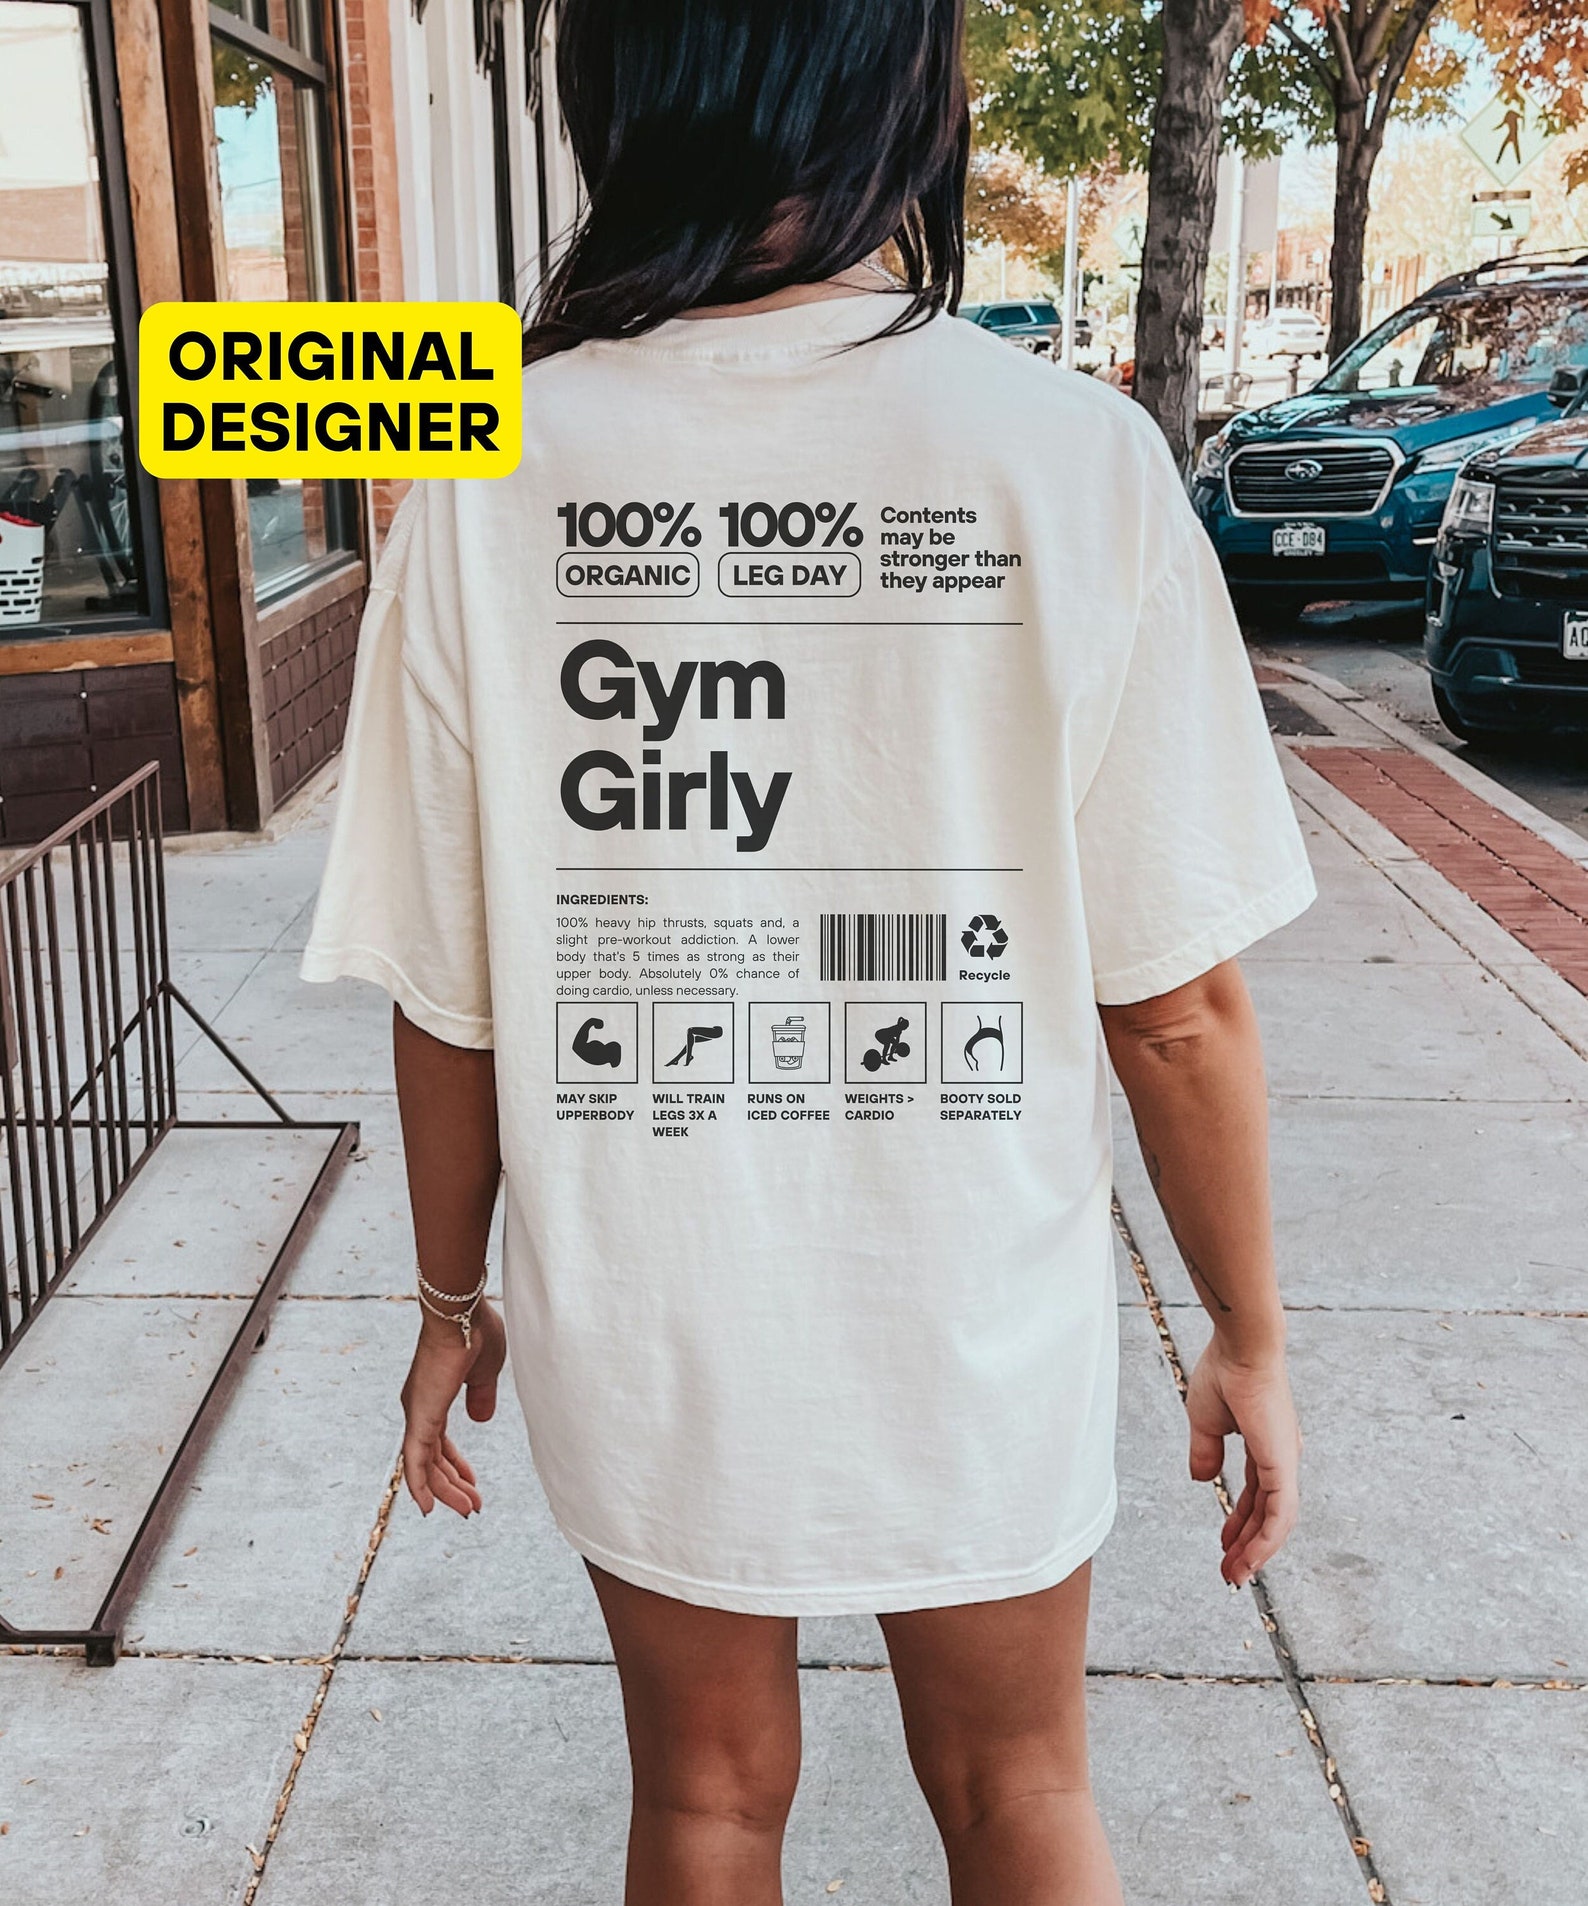 ORIGINAL
DESIGNER
100% 100%
ORGANIC LEG DAY
Contents
may be
stronger than
they appear
Gym
Girly
INGREDIENTS:
100% heavy hip thrusts, squats and, a
slight pre-workout addiction. A lower
body that's 5 times as strong as their
upper body. Absolutely 0% chance of
doing cardio, unless necessary.
Recycle
MAY SKIP
UPPERBODY
WILL TRAIN
LEGS 3X A
WEEK
RUNS ON
ICED COFFEE
WEIGHTS >
CARDIO
BOOTY SOLD
SEPARATELY
CCE-D84